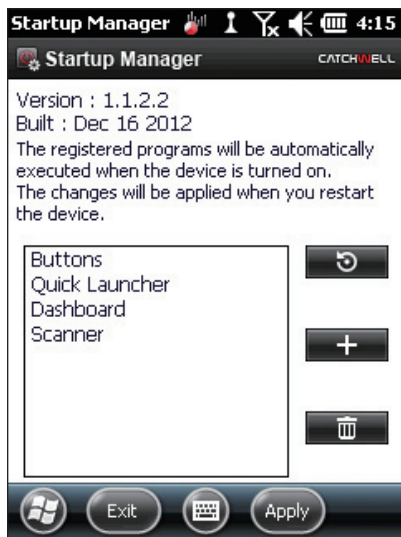 Startup Manager 4:15
Startup Manager CATCHWELL
Version : 1.1.2.2
Built : Dec 16 2012
The registered programs will be automatically
executed when the device is turned on.
The changes will be applied when you restart
the device.
Buttons
Quick Launcher
Dashboard
Scanner
Exit Apply